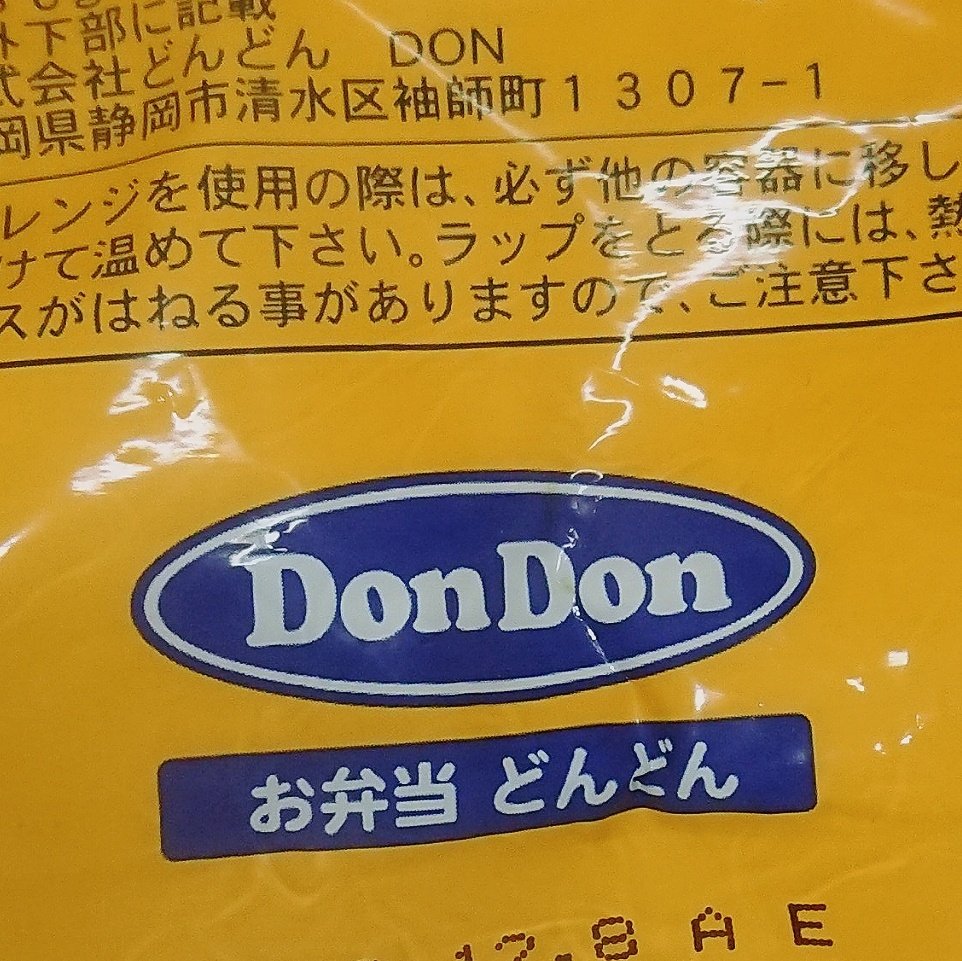 外下部に記載
式会社どんどん DON
岡県静岡市清水区袖師町1307-1
レンジを使用の際は、必ず他の容器に移し
けて温めて下さい。ラップをとる際には、熱
スがはねる事がありますので、ご注意下さ
DonDon
お弁当 どんどん
12.8 A E